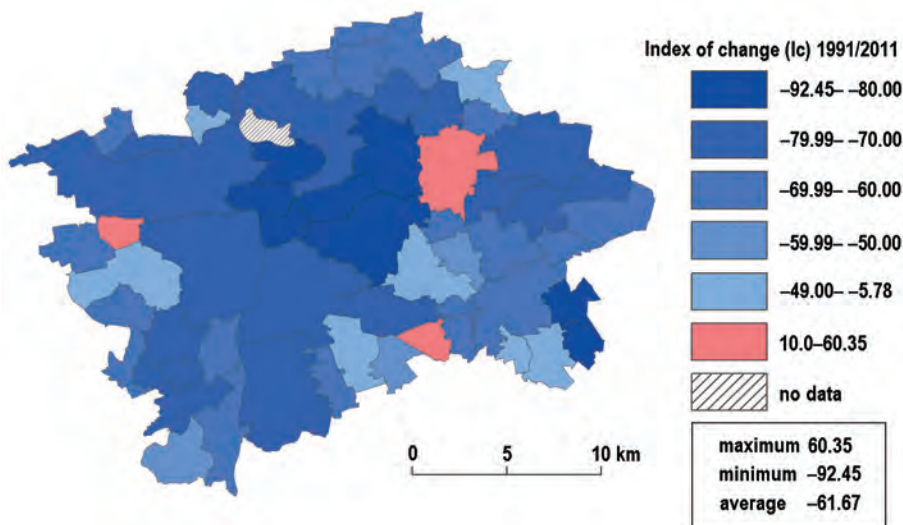 Index of change (Ic) 1991/2011
–92.45– –80.00
–79.99– –70.00
–69.99– –60.00
–59.99– –50.00
–49.00– –5.78
10.0–60.35
no data
maximum 60.35
minimum –92.45
average –61.67
0 5 10 km